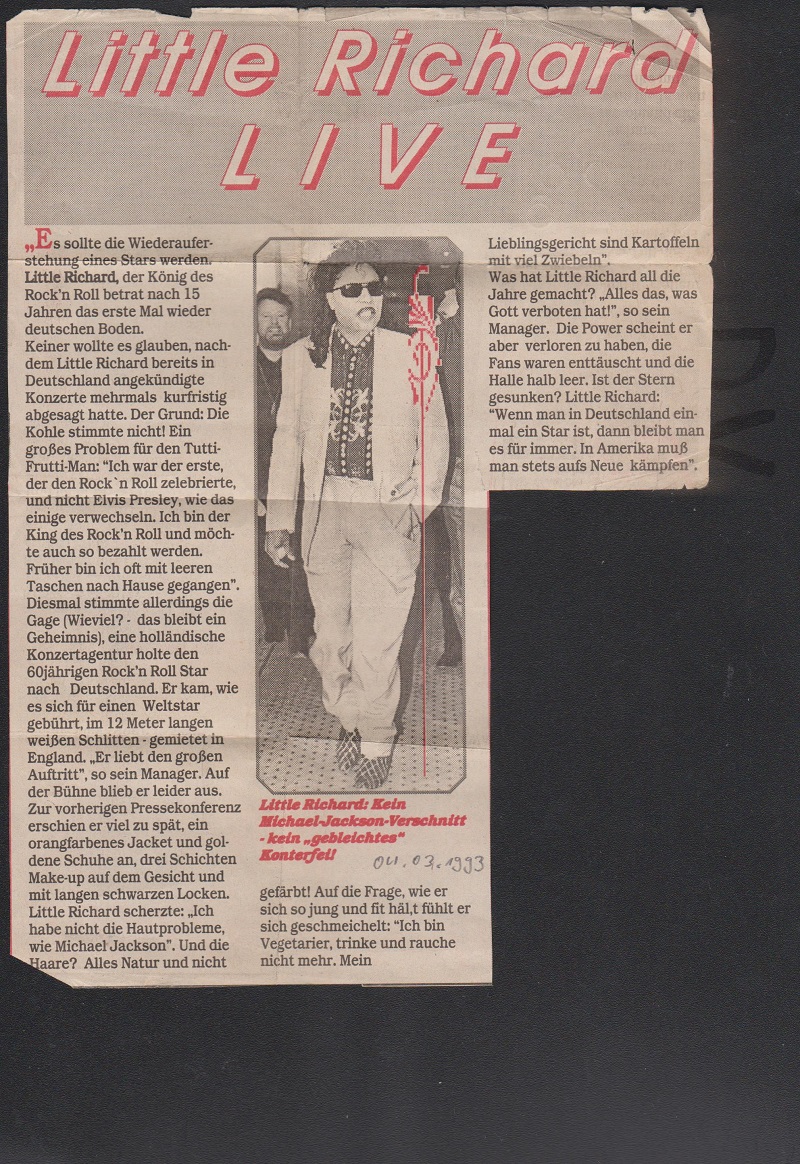 Little Richard
LIVE
„Es sollte die Wiederaufer-
stehung eines Stars werden.
Little Richard, der König des
Rock'n Roll betrat nach 15
Jahren das erste Mal wieder
deutschen Boden.
Keiner wollte es glauben, nach-
dem Little Richard bereits in
Deutschland angekündigte
Konzerte mehrmals kurfristig
abgesagt hatte. Der Grund: Die
Kohle stimmte nicht! Ein
großes Problem für den Tutti-
Frutti-Man: “Ich war der erste,
der den Rock`n Roll zelebrierte,
und nicht Elvis Presley, wie das
einige verwechseln. Ich bin der
King des Rock'n Roll und möch-
te auch so bezahlt werden.
Früher bin ich oft mit leeren
Taschen nach Hause gegangen”.
Diesmal stimmte allerdings die
Gage (Wieviel? - das bleibt ein
Geheimnis), eine holländische
Konzertagentur holte den
60jährigen Rock'n Roll Star
nach Deutschland. Er kam, wie
es sich für einen Weltstar
gebührt, im 12 Meter langen
weißen Schlitten - gemietet in
England. „Er liebt den großen
Auftritt”, so sein Manager. Auf
der Bühne blieb er leider aus.
Zur vorherigen Pressekonferenz
erschien er viel zu spät, ein
orangfarbenes Jacket und gol-
dene Schuhe an, drei Schichten
Make-up auf dem Gesicht und
mit langen schwarzen Locken.
Little Richard scherzte: „Ich
habe nicht die Hautprobleme,
wie Michael Jackson”. Und die
Haare? Alles Natur und nicht
Little Richard: Kein
Michael-Jackson-Verschnitt
- kein „gebleichtes“
Konterfei!
04.03.1993
gefärbt! Auf die Frage, wie er
sich so jung und fit häl,t fühlt er
sich geschmeichelt: “Ich bin
Vegetarier, trinke und rauche
nicht mehr. Mein
Lieblingsgericht sind Kartoffeln
mit viel Zwiebeln”.
Was hat Little Richard all die
Jahre gemacht? „Alles das, was
Gott verboten hat!”, so sein
Manager. Die Power scheint er
aber verloren zu haben, die
Fans waren enttäuscht und die
Halle halb leer. Ist der Stern
gesunken? Little Richard:
“Wenn man in Deutschland ein-
mal ein Star ist, dann bleibt man
es für immer. In Amerika muß
man stets aufs Neue kämpfen”.